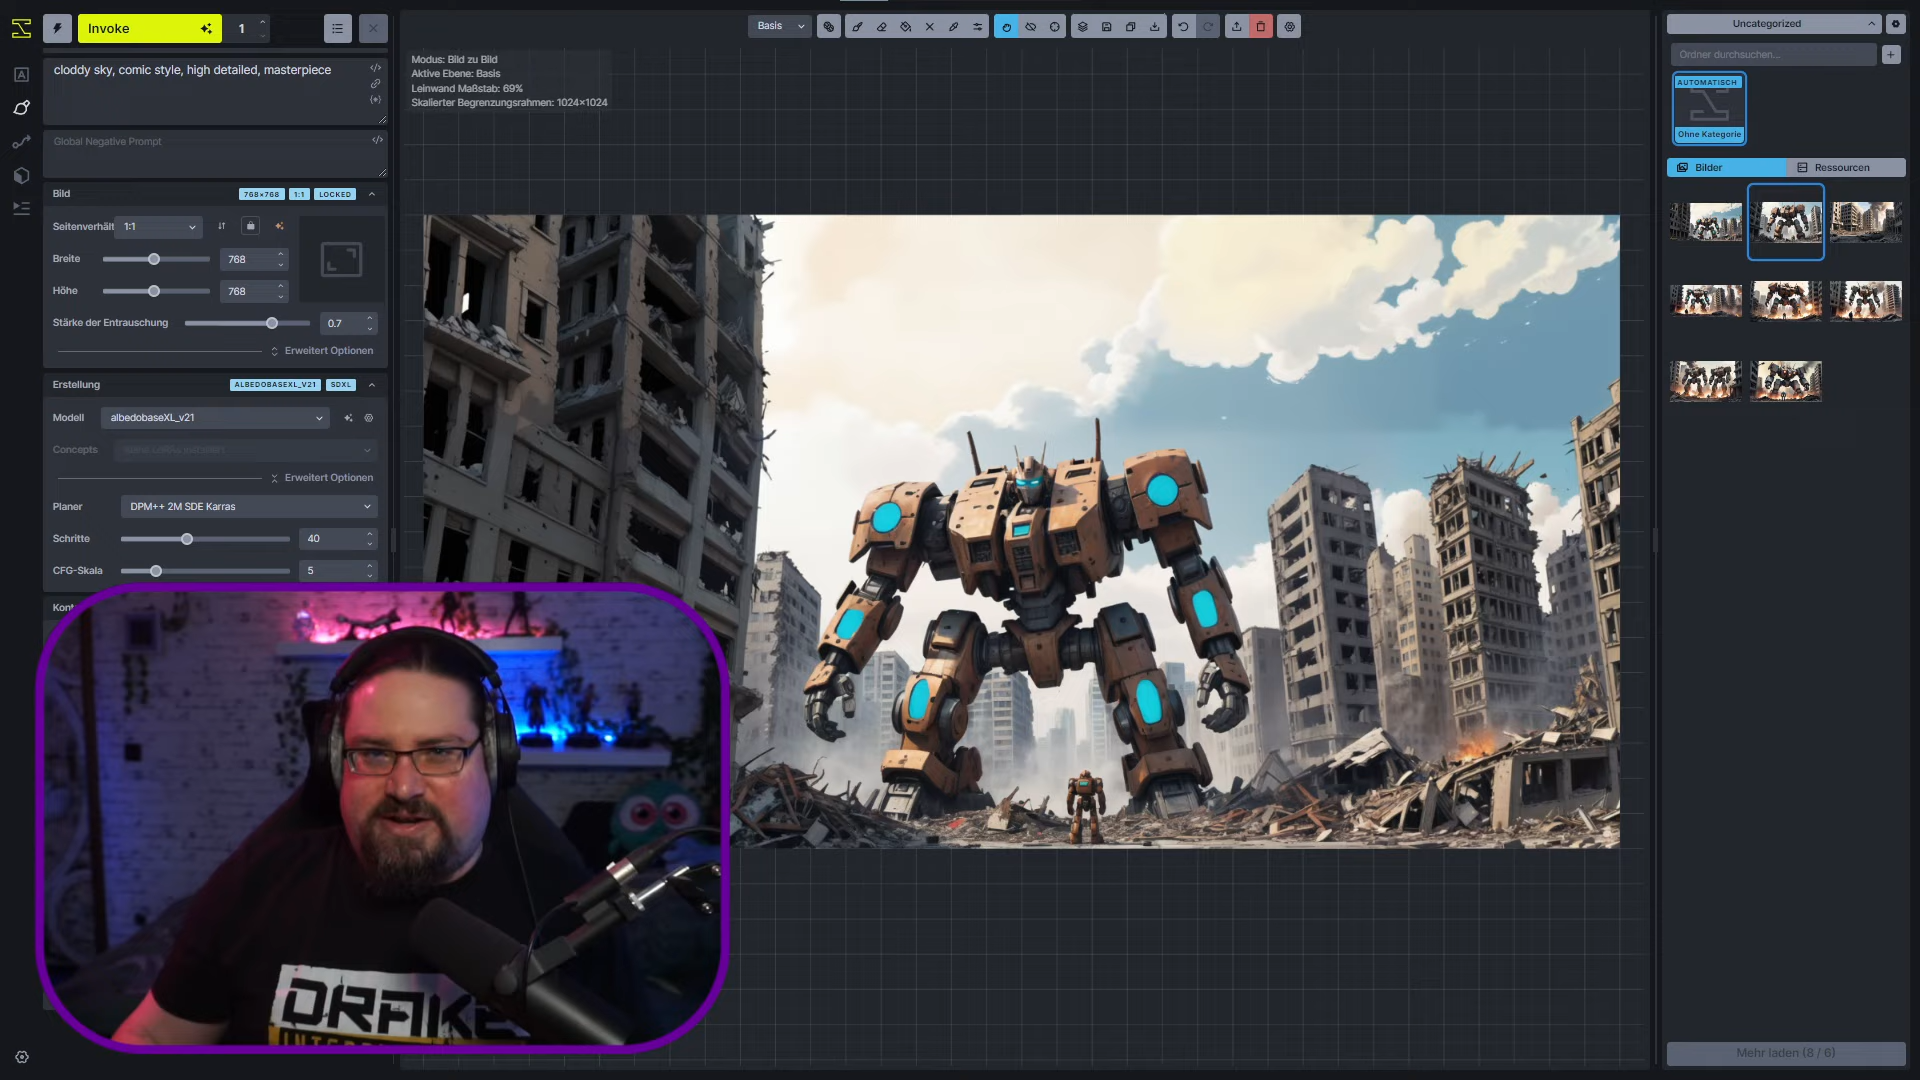 Invoke
1
Basis
Uncategorized
cloddy sky, comic style, high detailed, masterpiece
Modus: Bild zu Bild
Aktive Ebene: Basis
Leinwand Maßstab: 69%
Skalierter Begrenzungsrahmen: 1024×1024
Ordner durchsuchen...
AUTOMATISCH
Ohne Kategorie
Global Negative Prompt
Bilder
Ressourcen
Bild
768×768
1:1
LOCKED
Seitenverhält
1:1
Breite
768
Höhe
768
Stärke der Entrauschung
0.7
Erweitert Optionen
Erstellung
ALBEDOBASEXL_V21
SDXL
Modell
albedobaseXL_v21
Concepts
Erweitert Optionen
Planer
DPM++ 2M SDE Karras
Schritte
40
CFG-Skala
5
Kont
DRAKE
Mehr laden (8 / 6)